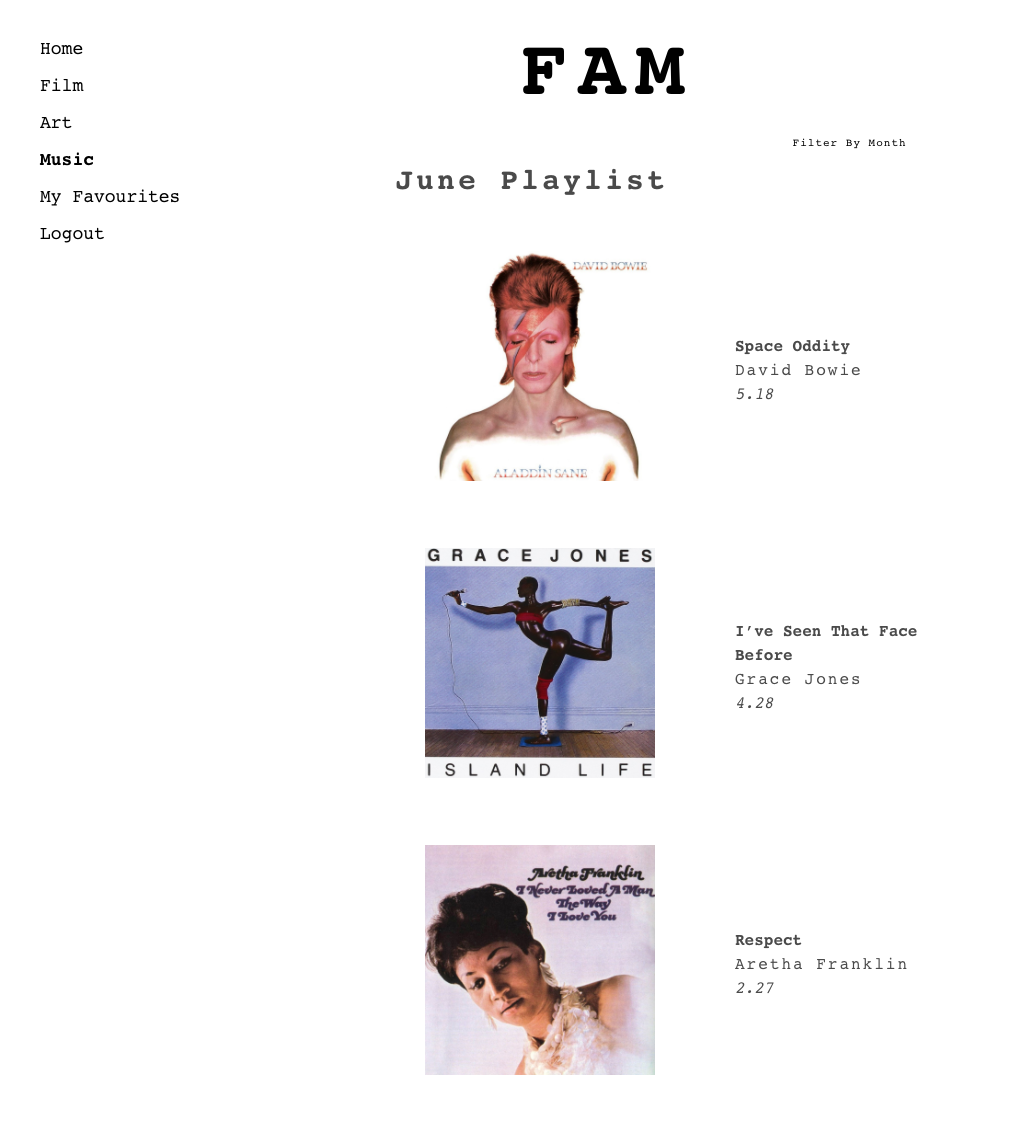 Home
Film
Art
Music
My Favourites
Logout
FAM
Filter By Month
June Playlist
DAVID BOWIE
ALADDIN SANE
Space Oddity
David Bowie
5.18
GRACE JONES
ISLAND LIFE
I’ve Seen That Face
Before
Grace Jones
4.28
Aretha Franklin
I Never Loved A Man
The Way
I Love You
Respect
Aretha Franklin
2.27